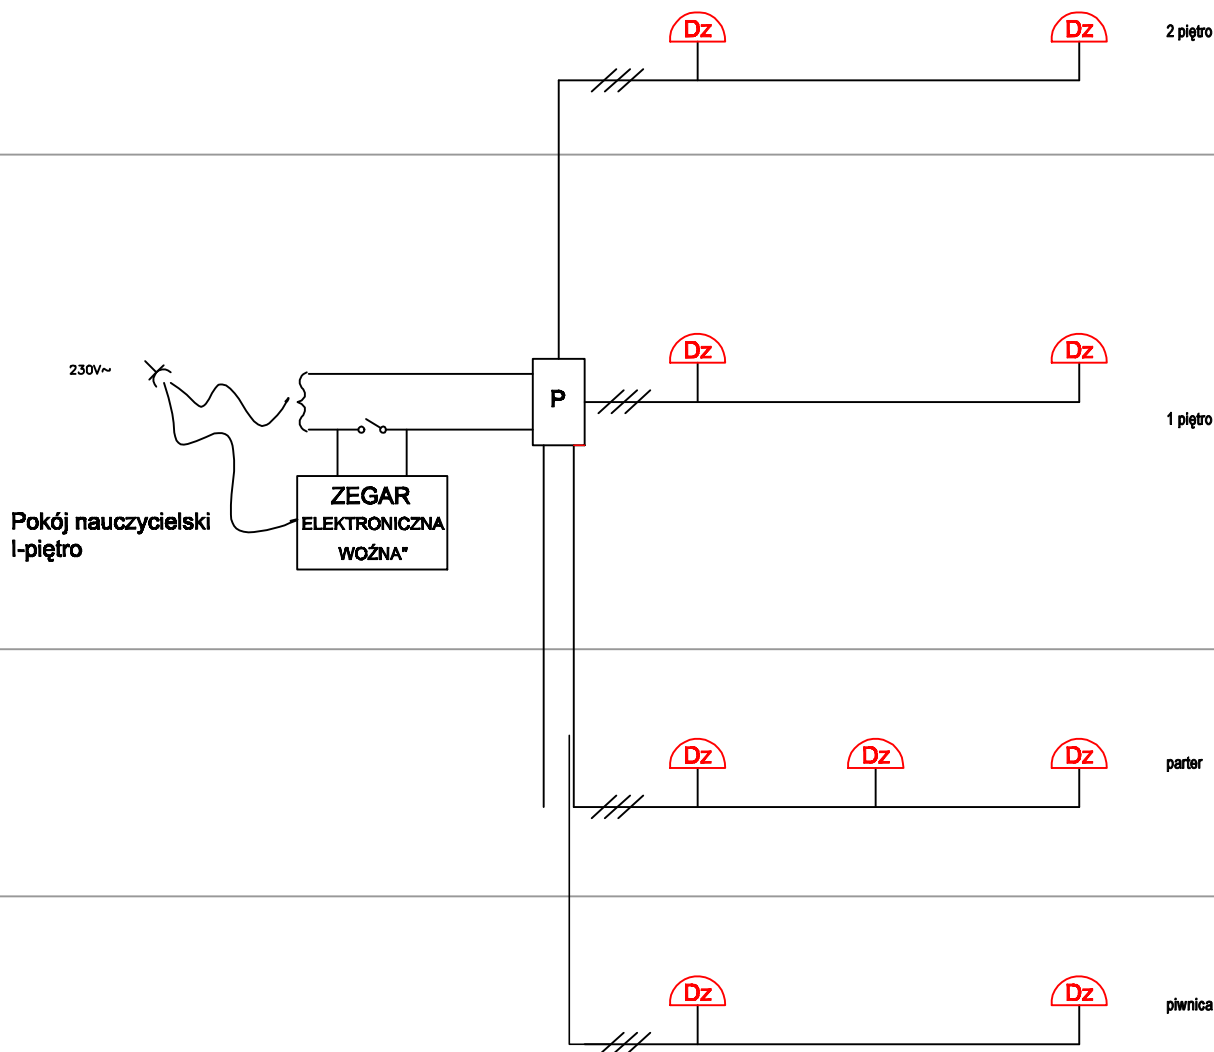 Dz Dz 2 piętro
230V~
Dz Dz
P
1 piętro
ZEGAR
ELEKTRONICZNA
WOŹNA"
Pokój nauczycielski
I-piętro
Dz Dz Dz parter
Dz Dz piwnica